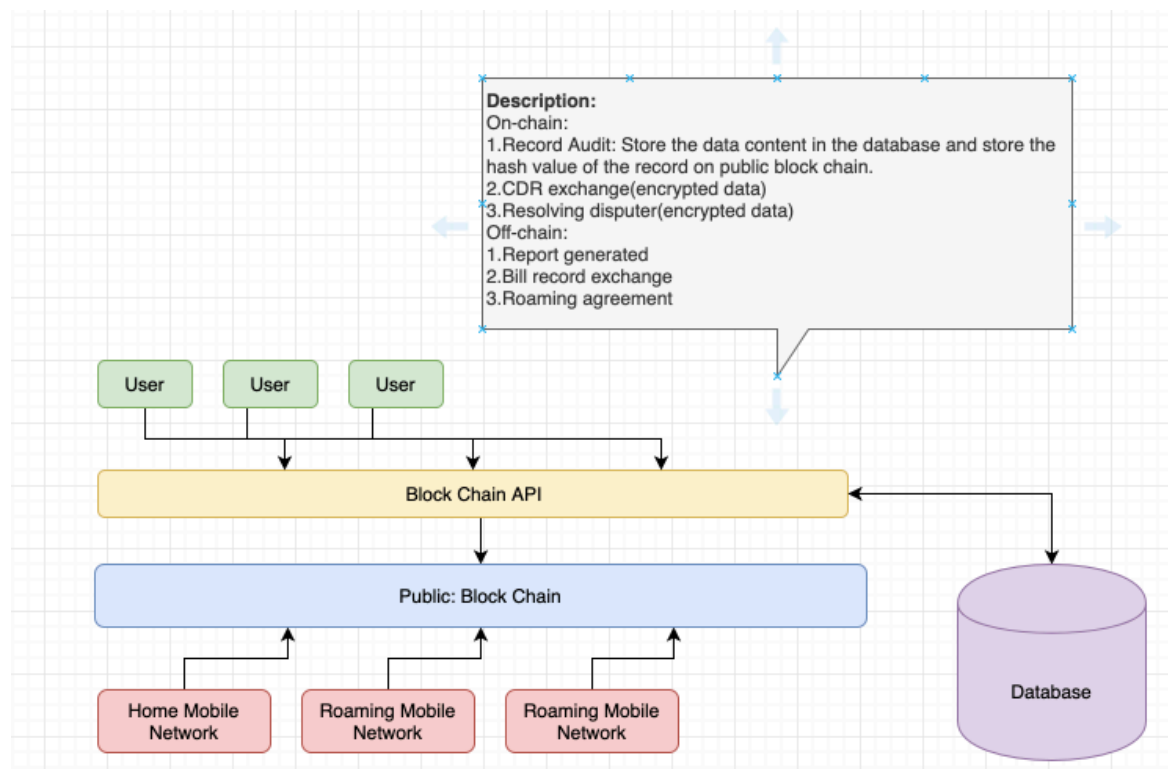 Description:
On-chain:
1.Record Audit: Store the data content in the database and store the
hash value of the record on public block chain.
2.CDR exchange(encrypted data)
3.Resolving disputer(encrypted data)
Off-chain:
1.Report generated
2.Bill record exchange
3.Roaming agreement
User
User
User
Block Chain API
Public: Block Chain
Home Mobile
Network
Roaming Mobile
Network
Roaming Mobile
Network
Database